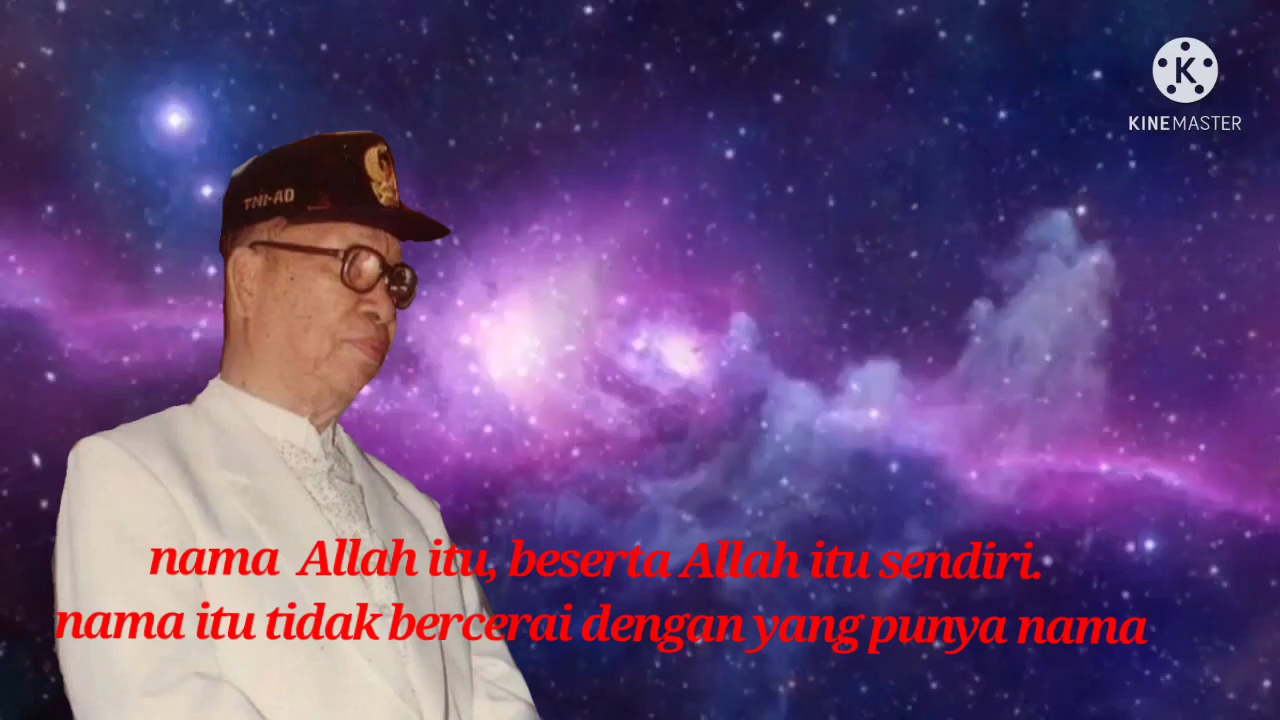 K
KINEMASTER
TNI-AD
nama Allah itu, beserta Allah itu sendiri.
nama itu tidak bercerai dengan yang punya nama